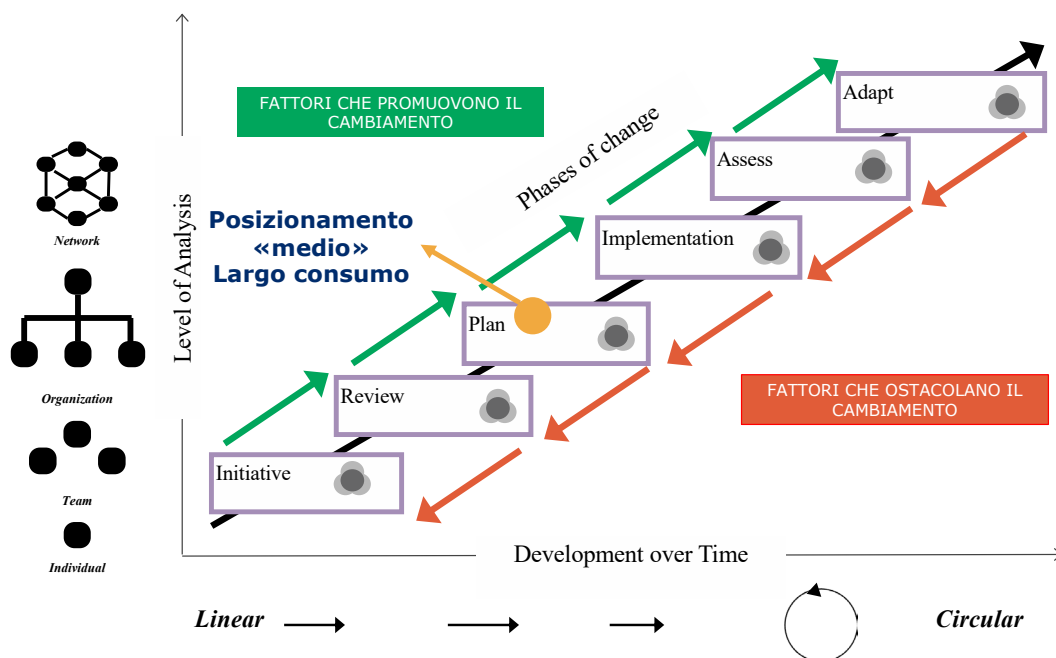 FATTORI CHE PROMUOVONO IL
CAMBIAMENTO
Adapt
Assess
Phases of change
Implementation
Posizionamento
«medio»
Largo consumo
Plan
Review
Initiative
FATTORI CHE OSTACOLANO IL
CAMBIAMENTO
Level of Analysis
Network
Organization
Team
Individual
Development over Time
Linear
Circular